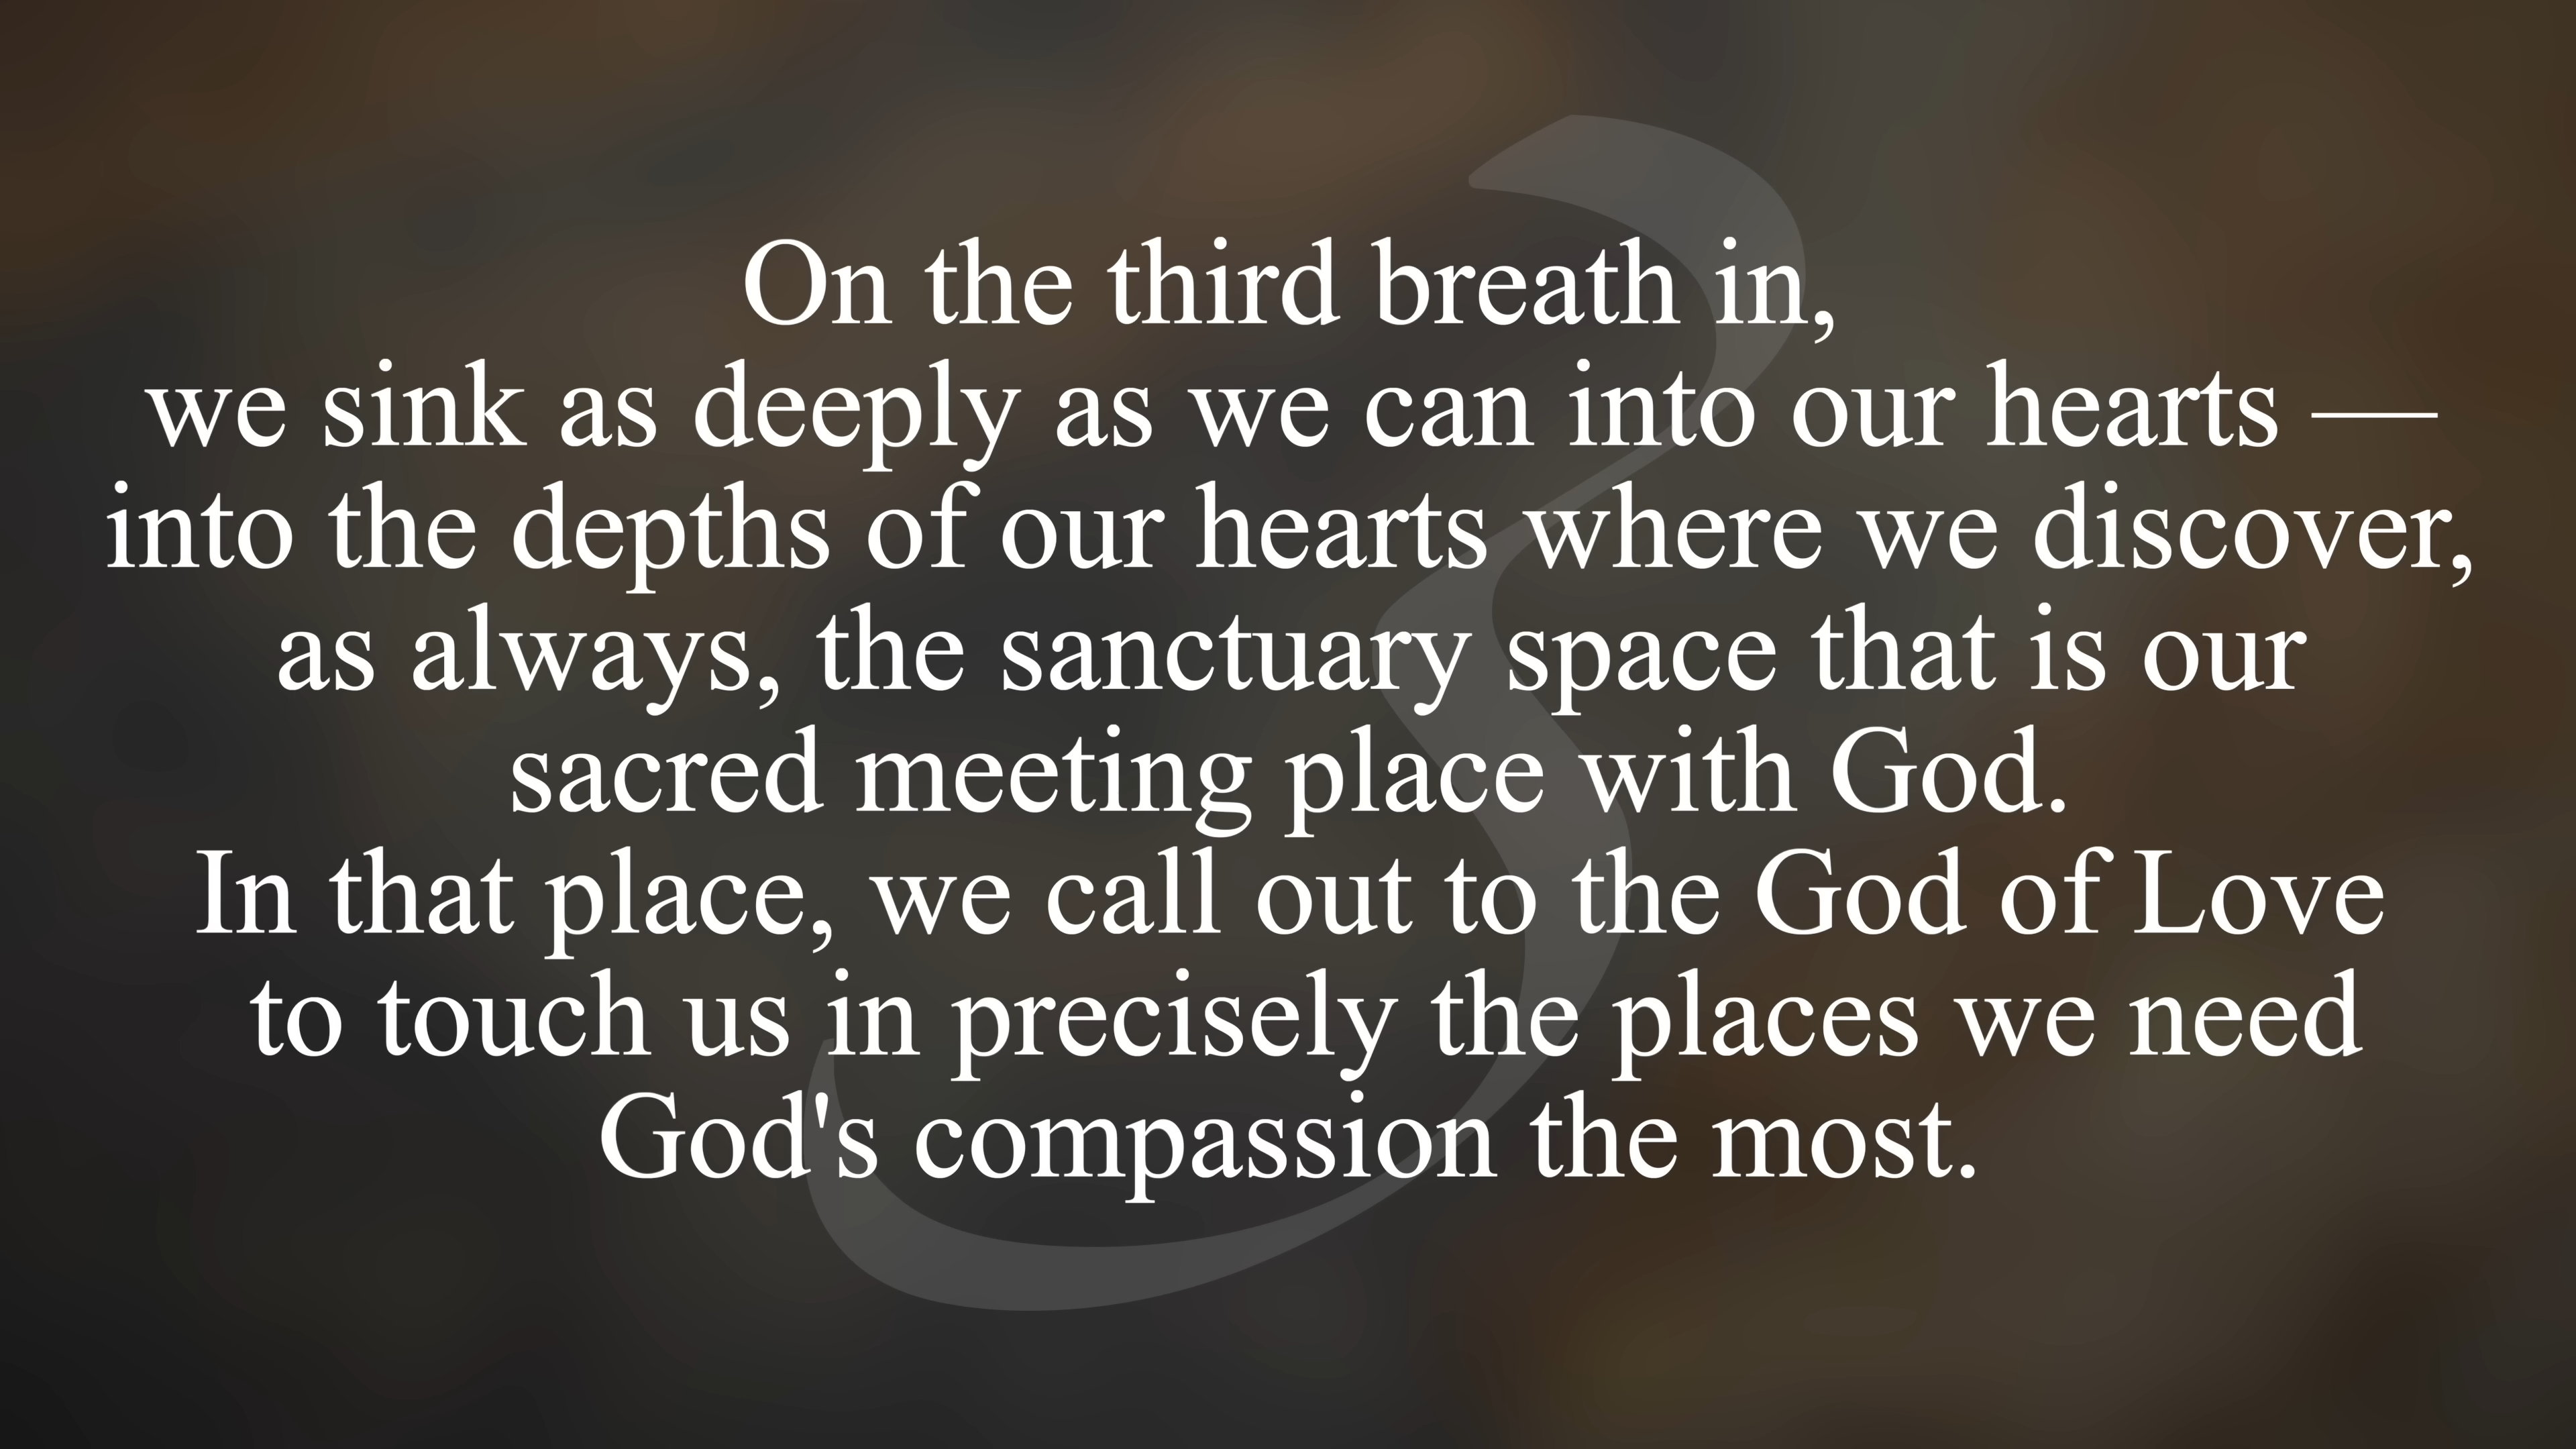 On the third breath in,
we sink as deeply as we can into our hearts —
into the depths of our hearts where we discover,
as always, the sanctuary space that is our
sacred meeting place with God.
In that place, we call out to the God of Love
to touch us in precisely the places we need
God's compassion the most.
3